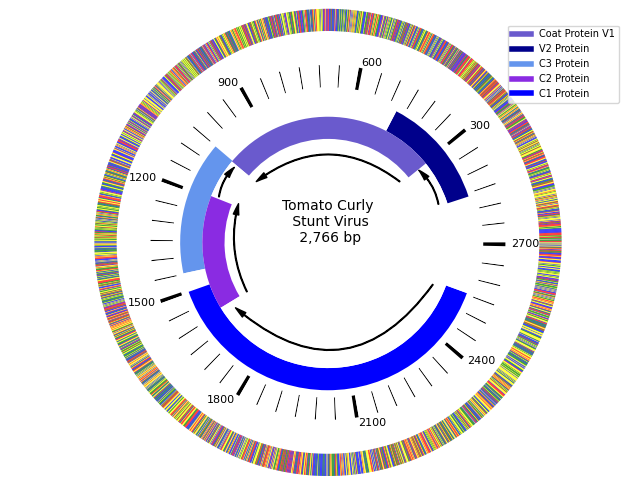 Coat Protein V1
V2 Protein
C3 Protein
C2 Protein
C1 Protein
600
900
300
1200
Tomato Curly
Stunt Virus
2,766 bp
2700
1500
2400
1800
2100